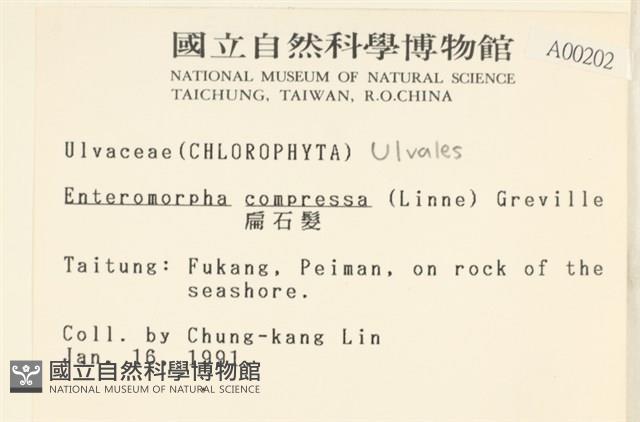 國立自然科學博物館
A00202
NATIONAL MUSEUM OF NATURAL SCIENCE
TAICHUNG, TAIWAN, R.O.CHINA
Ulvaceae(CHLOROPHYTA) Ulvales
Enteromorpha compressa (Linne) Greville
扁石髮
Taitung: Fukang, Peiman, on rock of the
seashore.
Coll. by Chung-kang Lin
Jan. 16, 1991
國立自然科學博物館
NATIONAL MUSEUM OF NATURAL SCIENCE